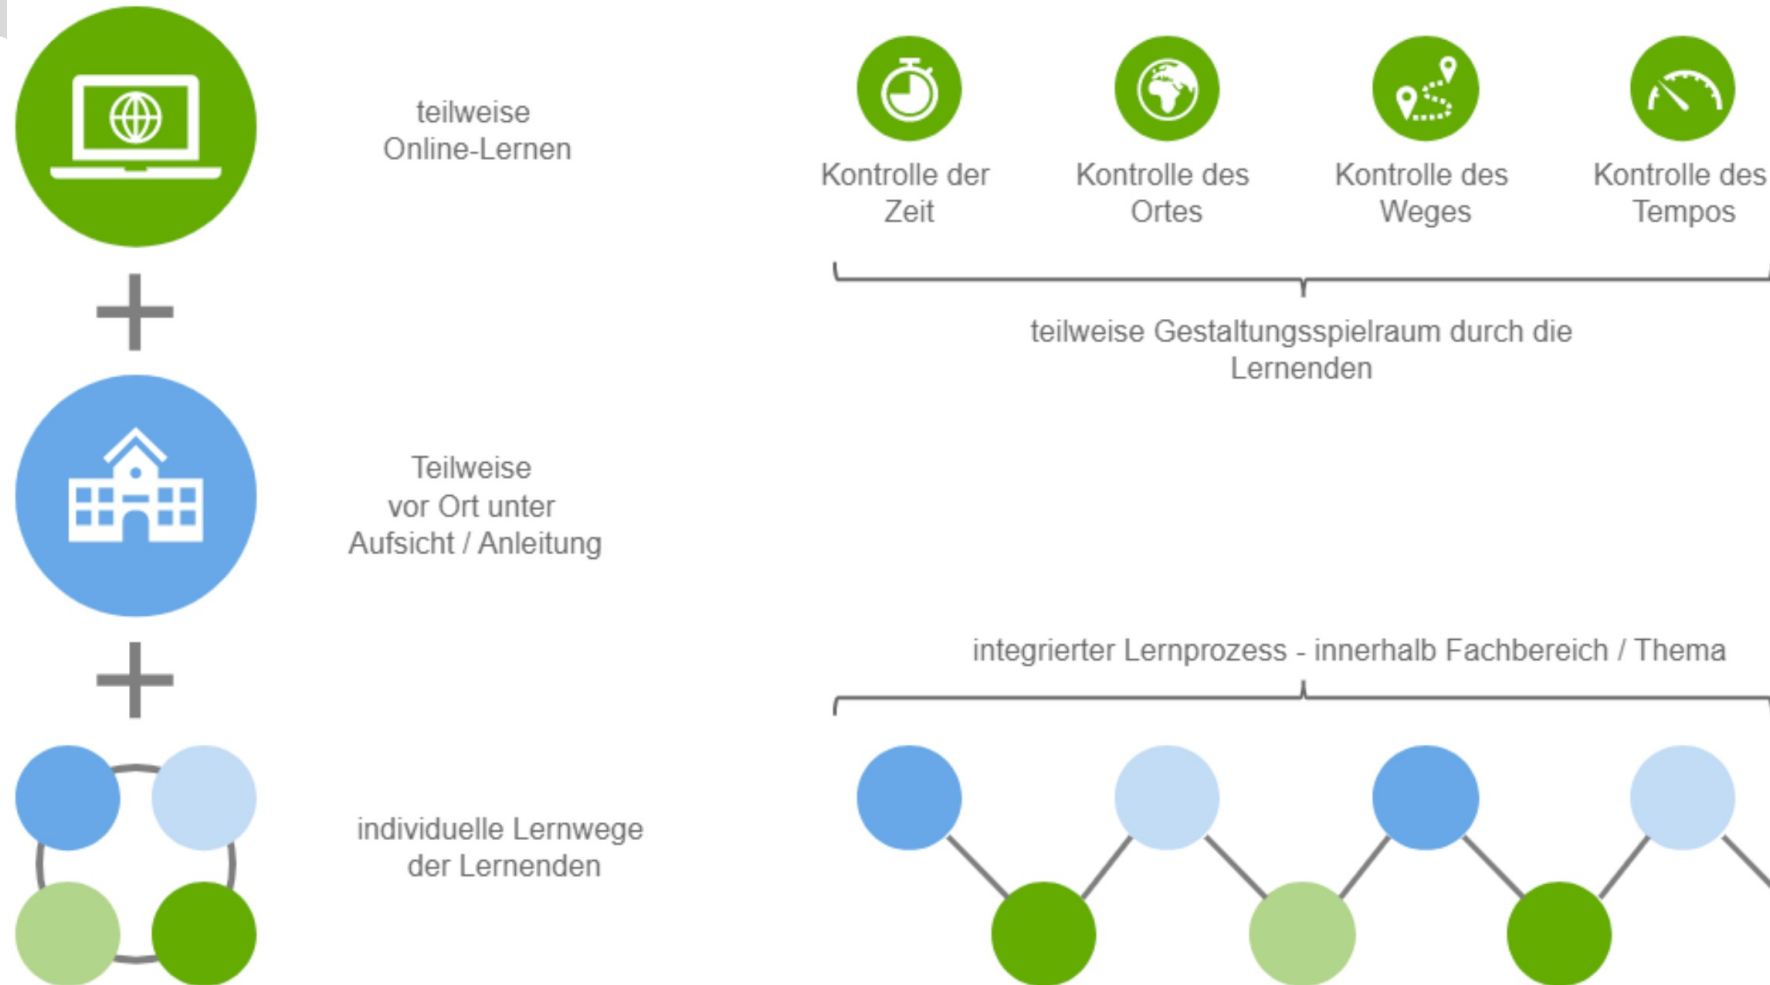 teilweise
Online-Lernen
Kontrolle der
Zeit
Kontrolle des
Ortes
Kontrolle des
Weges
Kontrolle des
Tempos
teilweise Gestaltungsspielraum durch die
Lernenden
Teilweise
vor Ort unter
Aufsicht / Anleitung
integrierter Lernprozess - innerhalb Fachbereich / Thema
individuelle Lernwege
der Lernenden